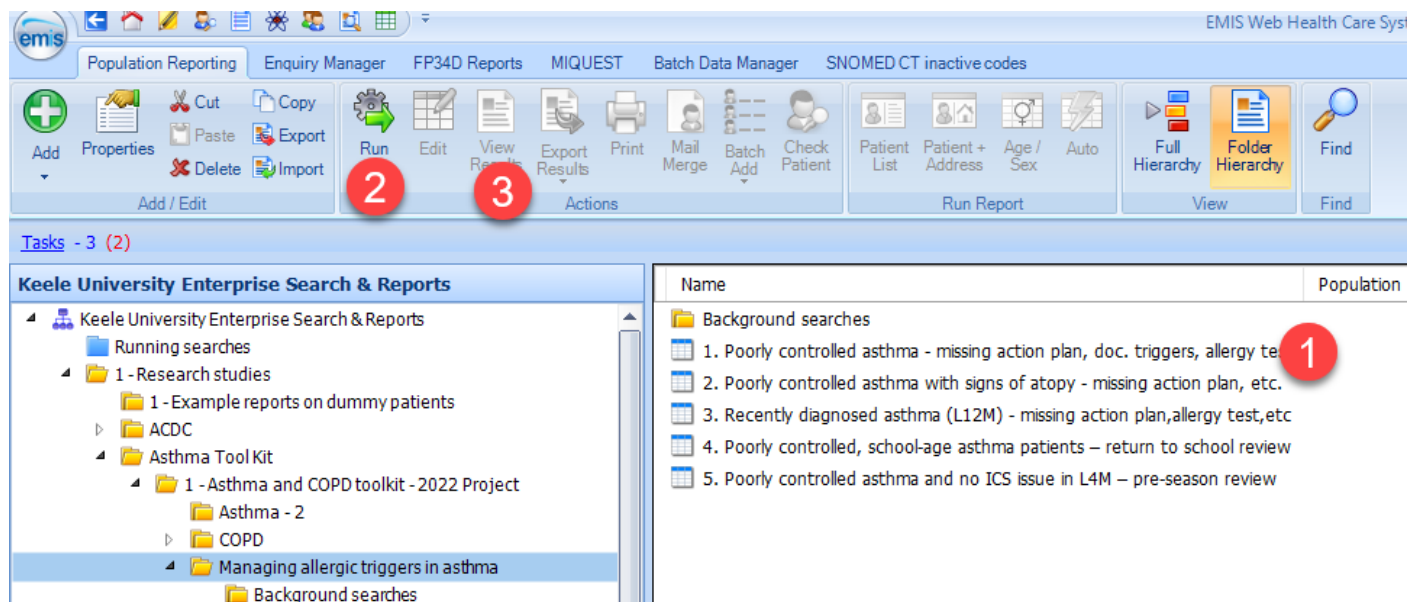 emis
EMIS Web Health Care Syst
Population Reporting Enquiry Manager FP34D Reports MIQUEST Batch Data Manager SNOMED CT inactive codes
Add
Properties
Cut
Paste
Delete
Copy
Export
Import
Add / Edit
Run
Edit
View
Results
Export
Results
Print
Mail
Merge
Batch
Add
Check
Patient
Actions
Patient
List
Patient +
Address
Age /
Sex
Auto
Run Report
Full
Hierarchy
Folder
Hierarchy
View
Find
Find
2
3
Tasks - 3 (2)
Keele University Enterprise Search & Reports
Keele University Enterprise Search & Reports
Running searches
1 - Research studies
1 - Example reports on dummy patients
ACDC
Asthma Tool Kit
1 - Asthma and COPD toolkit - 2022 Project
Asthma - 2
COPD
Managing allergic triggers in asthma
Background searches
Name Population
Background searches
1. Poorly controlled asthma - missing action plan, doc. triggers, allergy te
1
2. Poorly controlled asthma with signs of atopy - missing action plan, etc.
3. Recently diagnosed asthma (L12M) - missing action plan,allergy test,etc
4. Poorly controlled, school-age asthma patients – return to school review
5. Poorly controlled asthma and no ICS issue in L4M – pre-season review